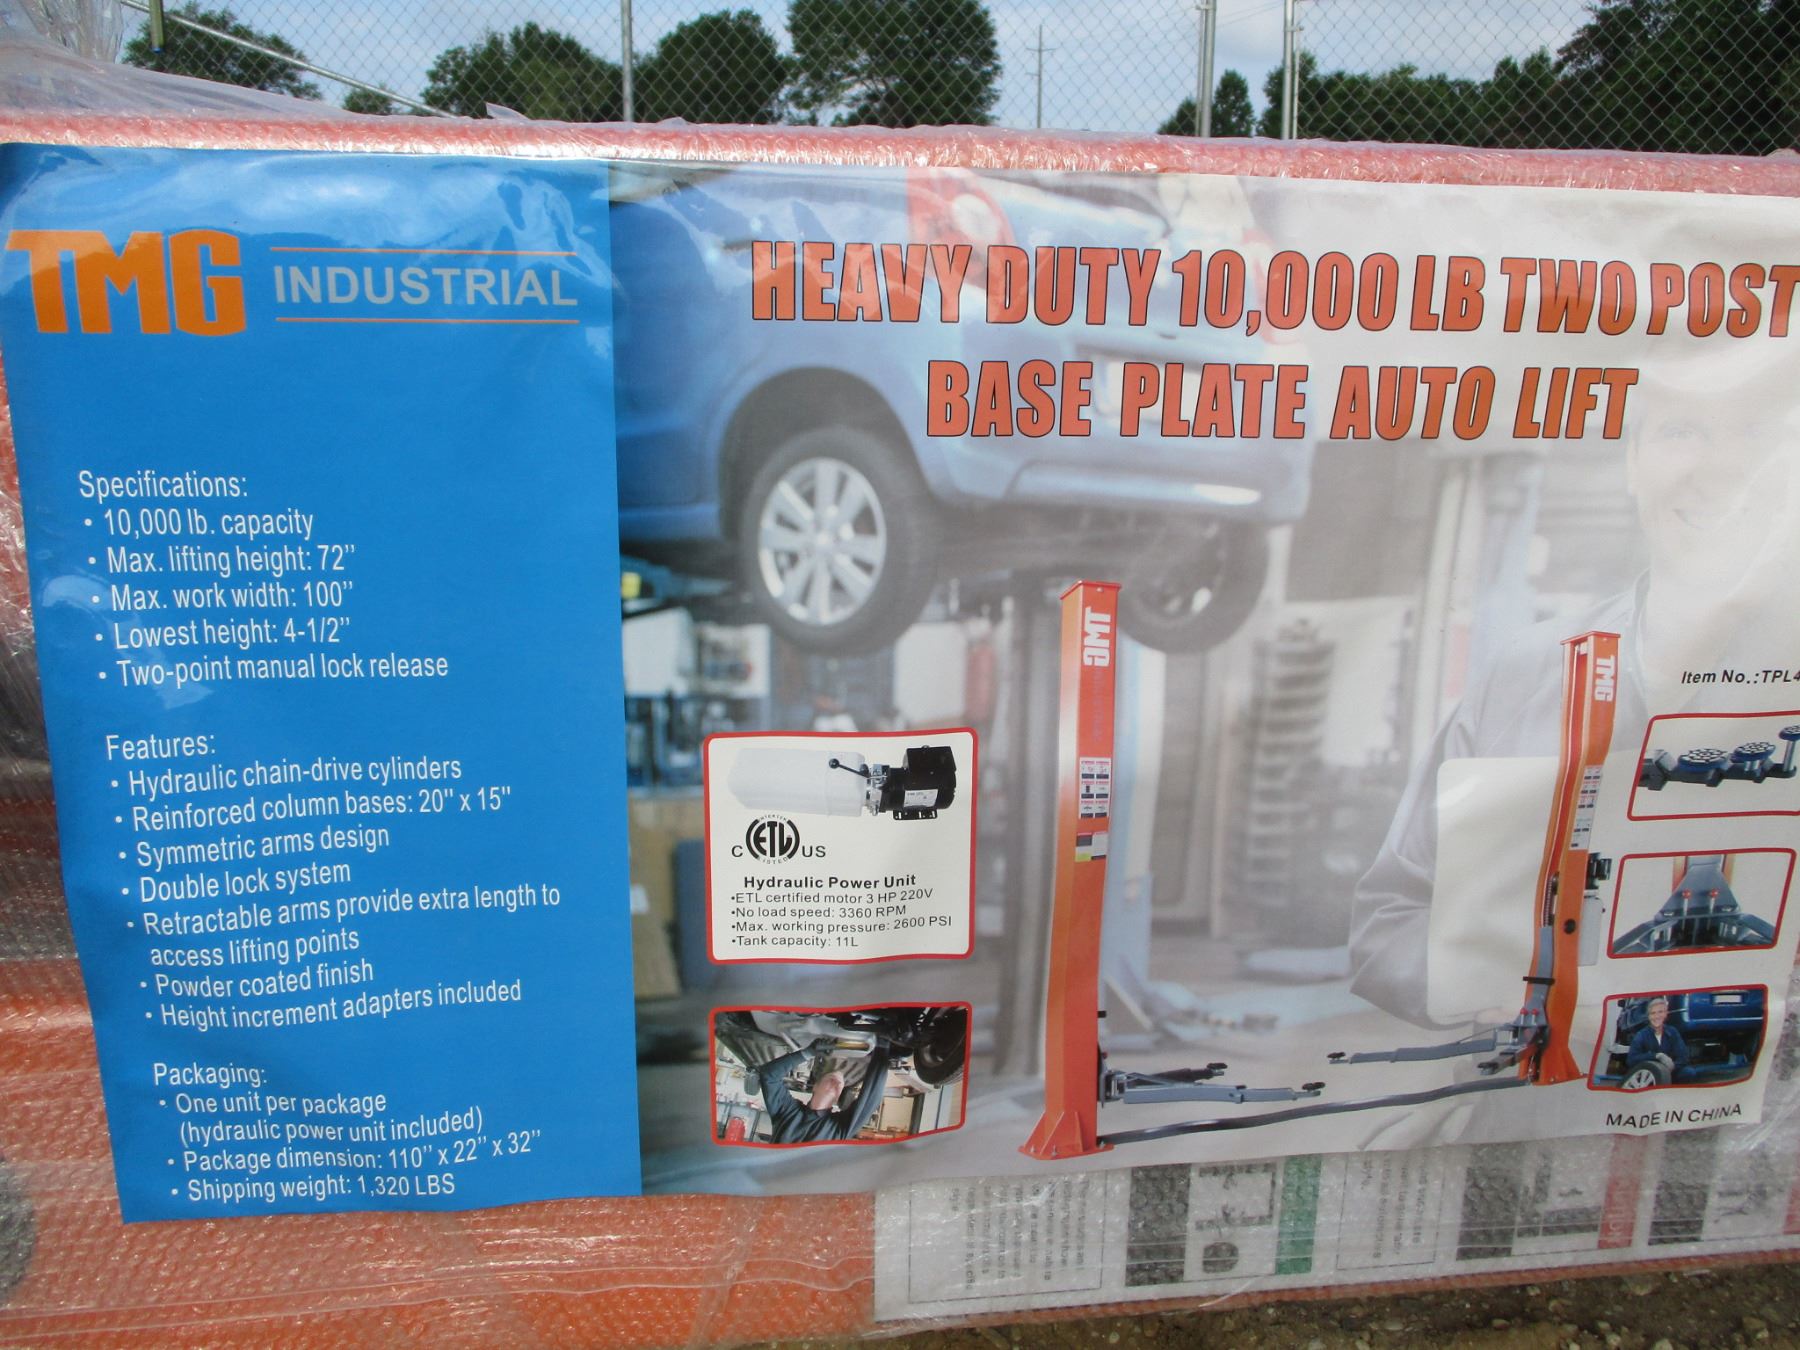 TMG INDUSTRIAL
HEAVY DUTY 10,000 LB TWO POST
BASE PLATE AUTO LIFT
Specifications:
• 10,000 lb. capacity
• Max. lifting height: 72”
• Max. work width: 100”
• Lowest height: 4-1/2”
• Two-point manual lock release
Features:
• Hydraulic chain-drive cylinders
• Reinforced column bases: 20" x 15"
• Symmetric arms design
• Double lock system
• Retractable arms provide extra length to
access lifting points
• Powder coated finish
• Height increment adapters included
Packaging:
• One unit per package
(hydraulic power unit included)
• Package dimension: 110” x 22” x 32”
• Shipping weight: 1,320 LBS
INTERTEK
C ETL US
LISTED
Hydraulic Power Unit
•ETL certified motor 3 HP 220V
•No load speed: 3360 RPM
•Max. working pressure: 2600 PSI
•Tank capacity: 11L
TMG
TMG
Item No.:TPL4
MADE IN CHINA